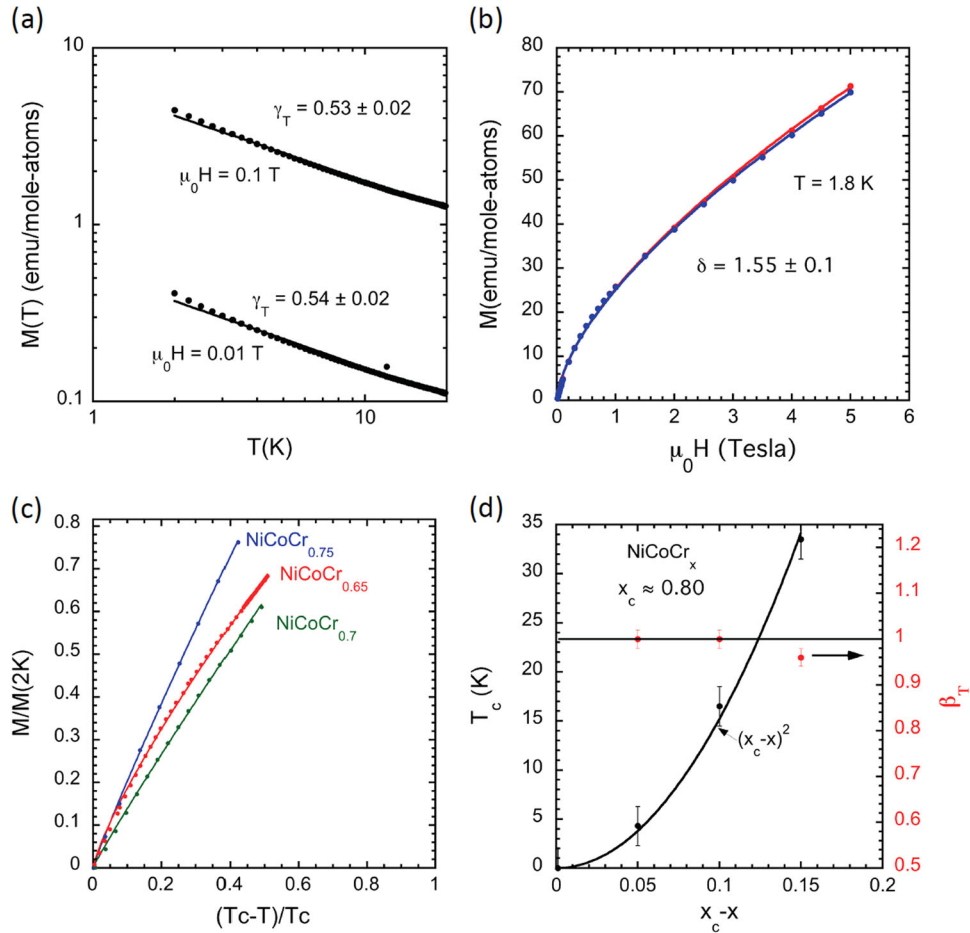 (a)
10
1
0.1
1
10
M(T) (emu/mole-atoms)
T(K)
γT = 0.53 ± 0.02
μ0H = 0.1 T
γT = 0.54 ± 0.02
μ0H = 0.01 T
(b)
80
70
60
50
40
30
20
10
0
0 1 2 3 4 5 6
M(emu/mole-atoms)
μ0H (Tesla)
T = 1.8 K
δ = 1.55 ± 0.1
(c)
0.8
0.7
0.6
0.5
0.4
0.3
0.2
0.1
0
0 0.2 0.4 0.6 0.8 1
M/M(2K)
(Tc-T)/Tc
NiCoCr0.75
NiCoCr0.65
NiCoCr0.7
(d)
35
30
25
20
15
10
5
0
0 0.05 0.1 0.15 0.2
Tc (K)
xc-x
NiCoCrx
xc ≈ 0.80
(xc-x)2
1.2
1.1
1
0.9
0.8
0.7
0.6
0.5
βT